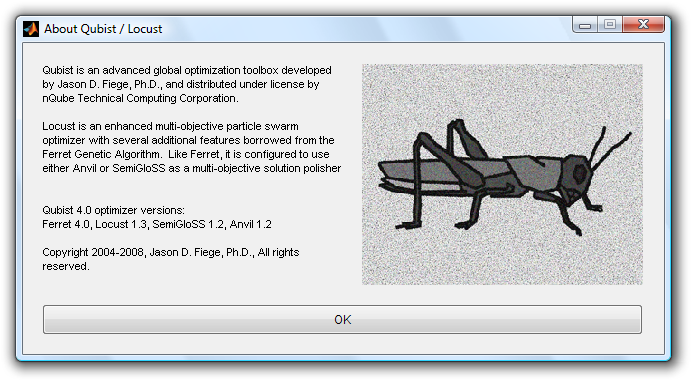 About Qubist / Locust
Qubist is an advanced global optimization toolbox developed
by Jason D. Fiege, Ph.D., and distributed under license by
nQube Technical Computing Corporation.
Locust is an enhanced multi-objective particle swarm
optimizer with several additional features borrowed from the
Ferret Genetic Algorithm.  Like Ferret, it is configured to use
either Anvil or SemiGloSS as a multi-objective solution polisher
Qubist 4.0 optimizer versions:
Ferret 4.0, Locust 1.3, SemiGloSS 1.2, Anvil 1.2
Copyright 2004-2008, Jason D. Fiege, Ph.D., All rights
reserved.
OK